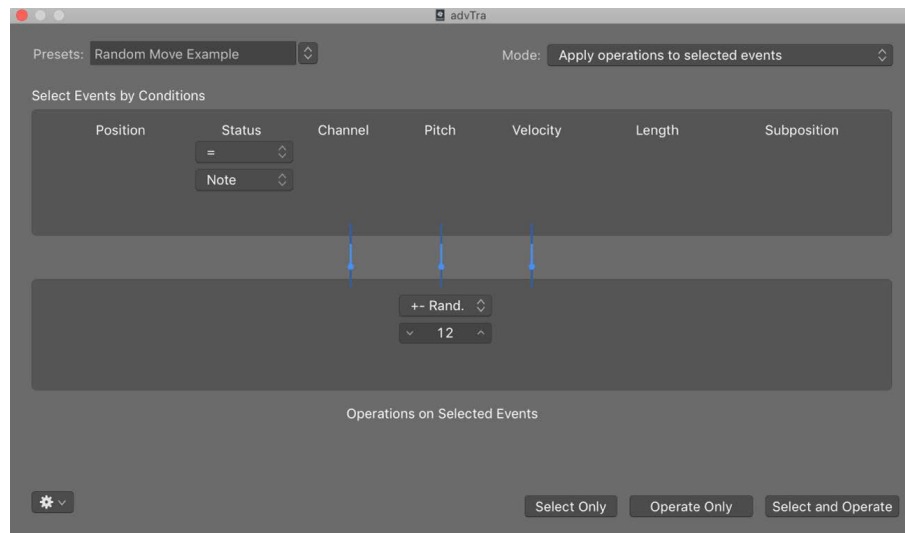 advTra
Presets: Random Move Example Mode: Apply operations to selected events
Select Events by Conditions
Position Status Channel Pitch Velocity Length Subposition
=
Note
+- Rand.
12
Operations on Selected Events
Select Only Operate Only Select and Operate